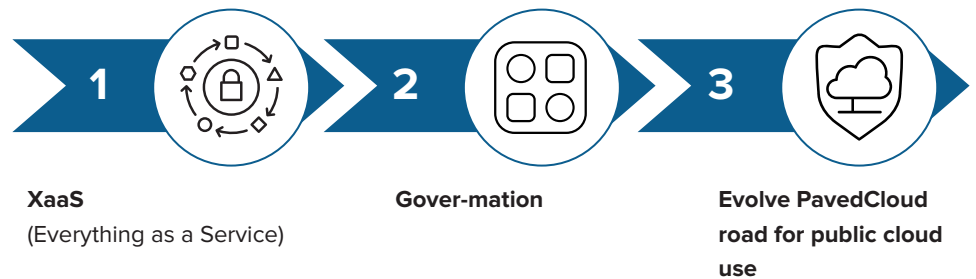 1
2
3
XaaS
(Everything as a Service)
Gover-mation
Evolve PavedCloud
road for public cloud
use